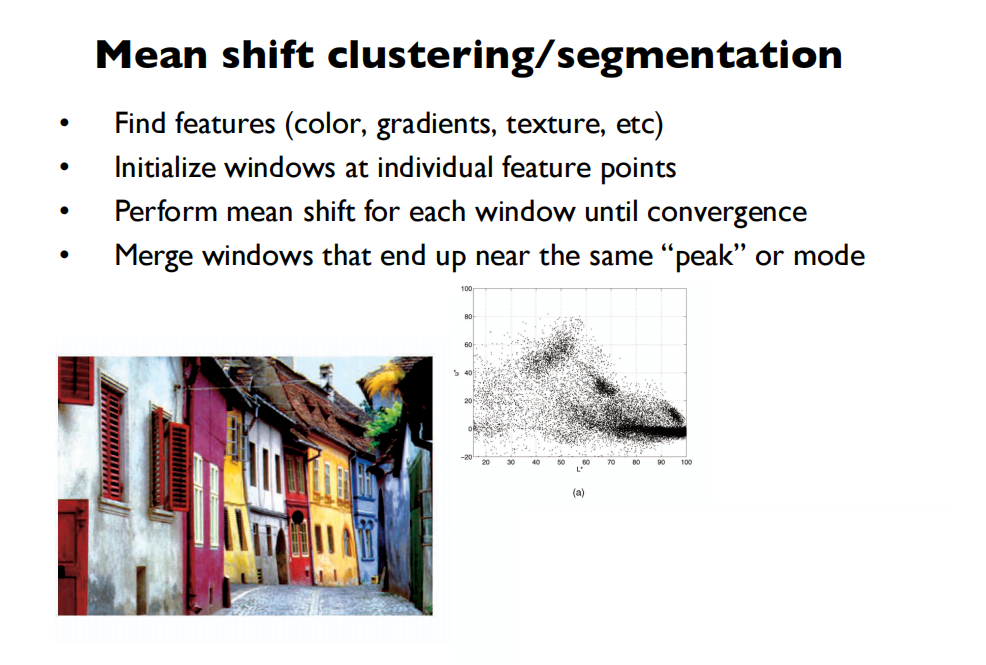 Mean shift clustering/segmentation
• Find features (color, gradients, texture, etc)
• Initialize windows at individual feature points
• Perform mean shift for each window until convergence
• Merge windows that end up near the same “peak” or mode
100
80
60
40
20
0
−20
u*
20 30 40 50 60 70 80 90 100
L*
(a)